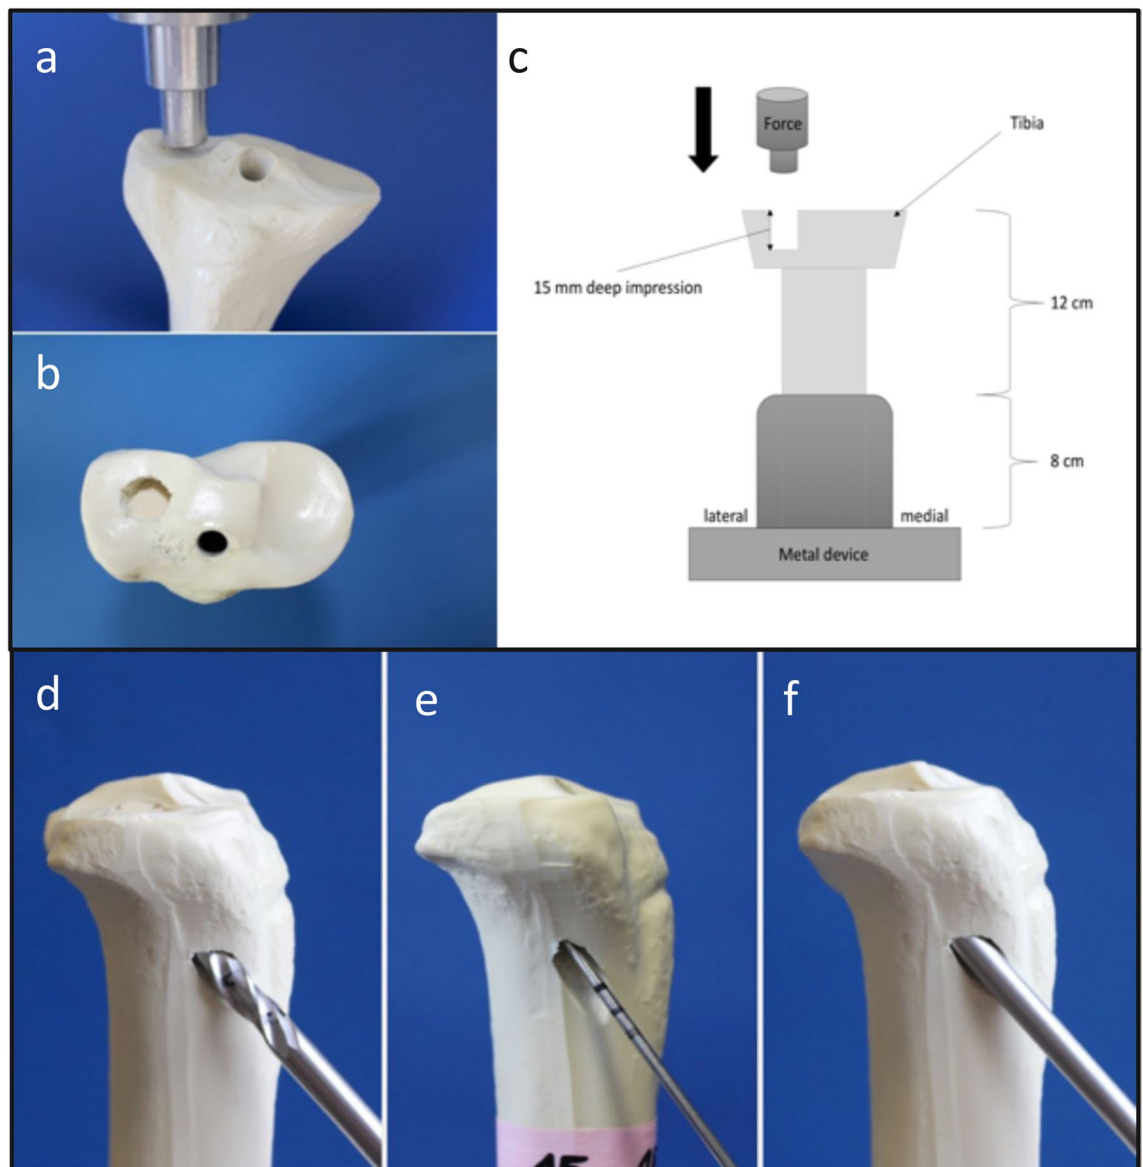 a
c
Force
Tibia
15 mm deep impression
12 cm
b
8 cm
lateral
medial
Metal device
d
e
f